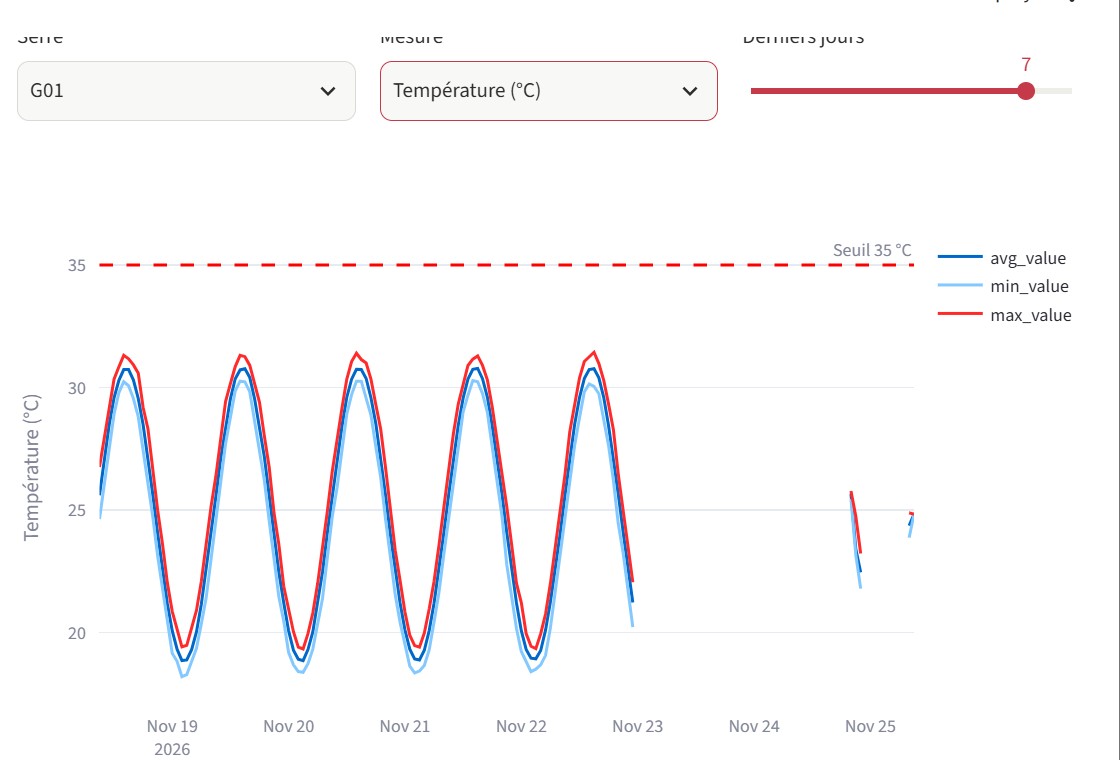 Serre
Mesure
Derniers jours
7
G01
Température (°C)
Seuil 35 °C
35
30
25
20
Température (°C)
avg_value
min_value
max_value
Nov 19
2026
Nov 20
Nov 21
Nov 22
Nov 23
Nov 24
Nov 25